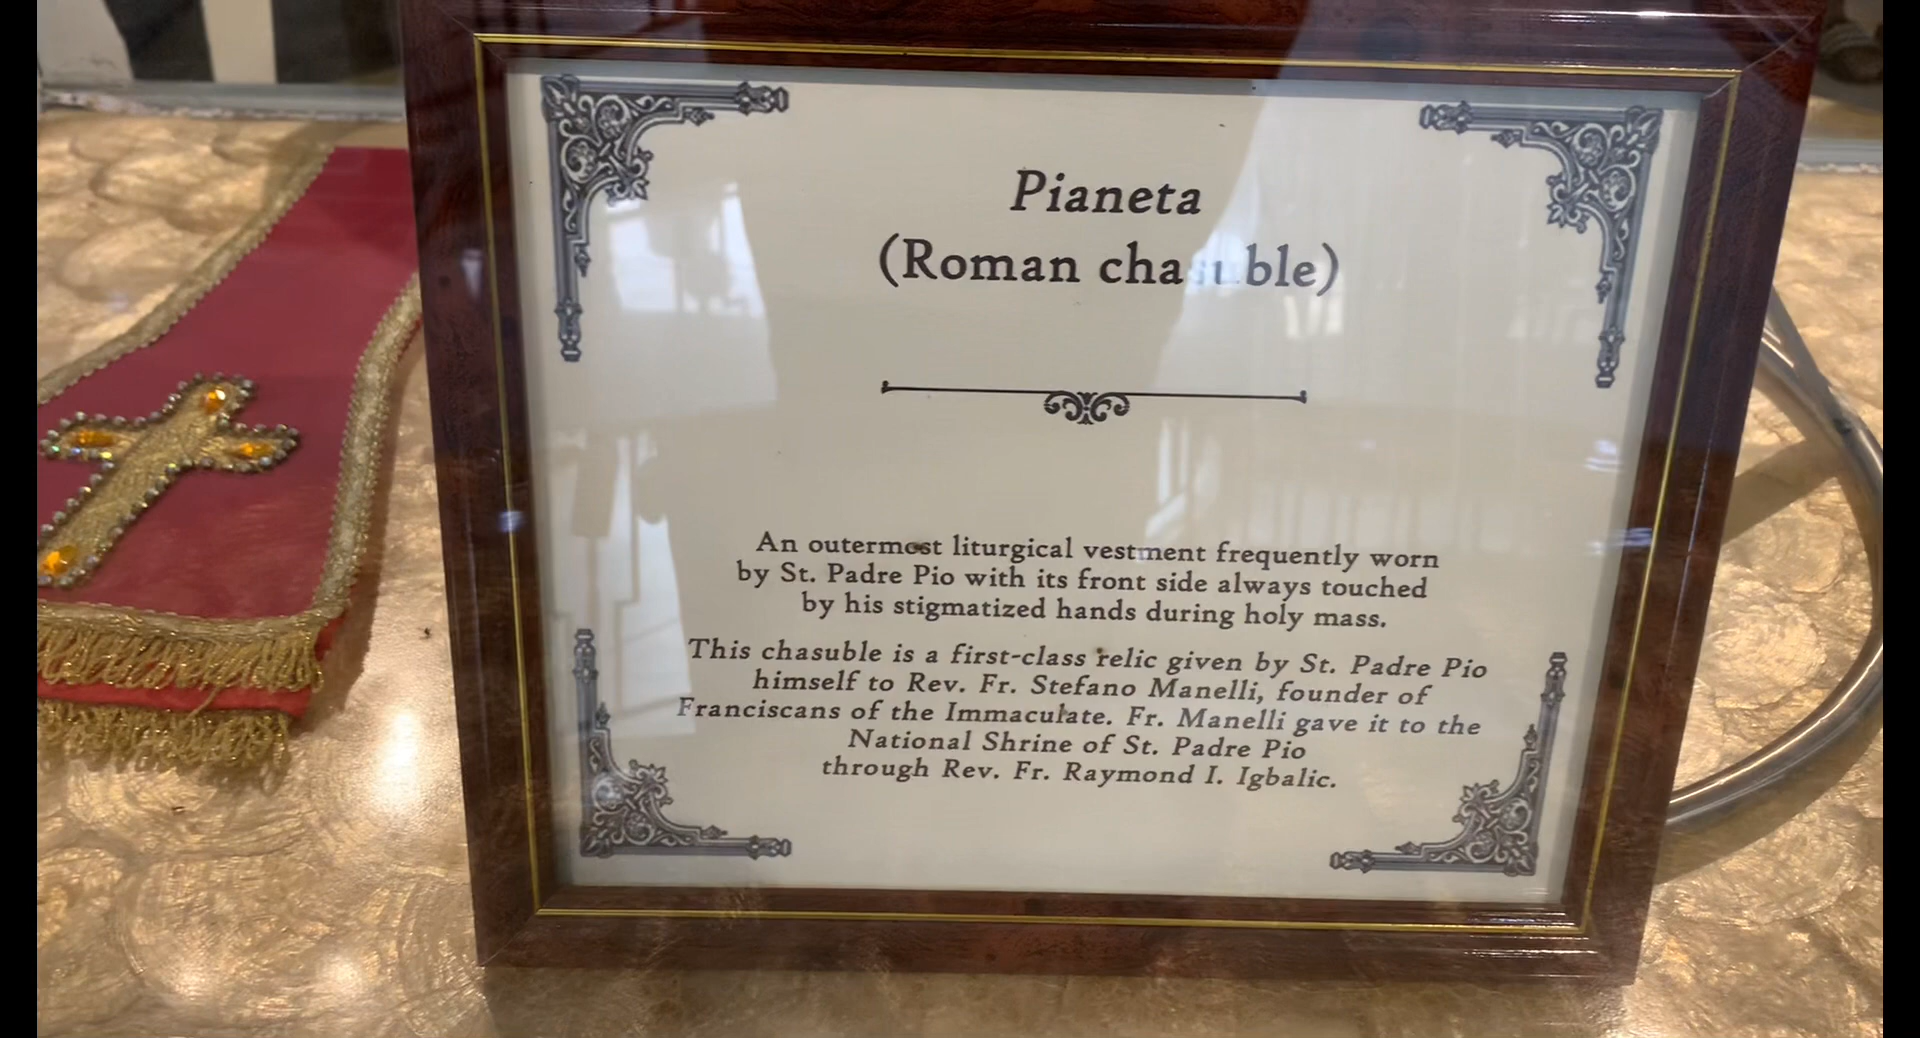 Pianeta
(Roman chasuble)
An outermost liturgical vestment frequently worn
by St. Padre Pio with its front side always touched
by his stigmatized hands during holy mass.
This chasuble is a first-class relic given by St. Padre Pio
himself to Rev. Fr. Stefano Manelli, founder of
Franciscans of the Immaculate. Fr. Manelli gave it to the
National Shrine of St. Padre Pio
through Rev. Fr. Raymond I. Igbalic.